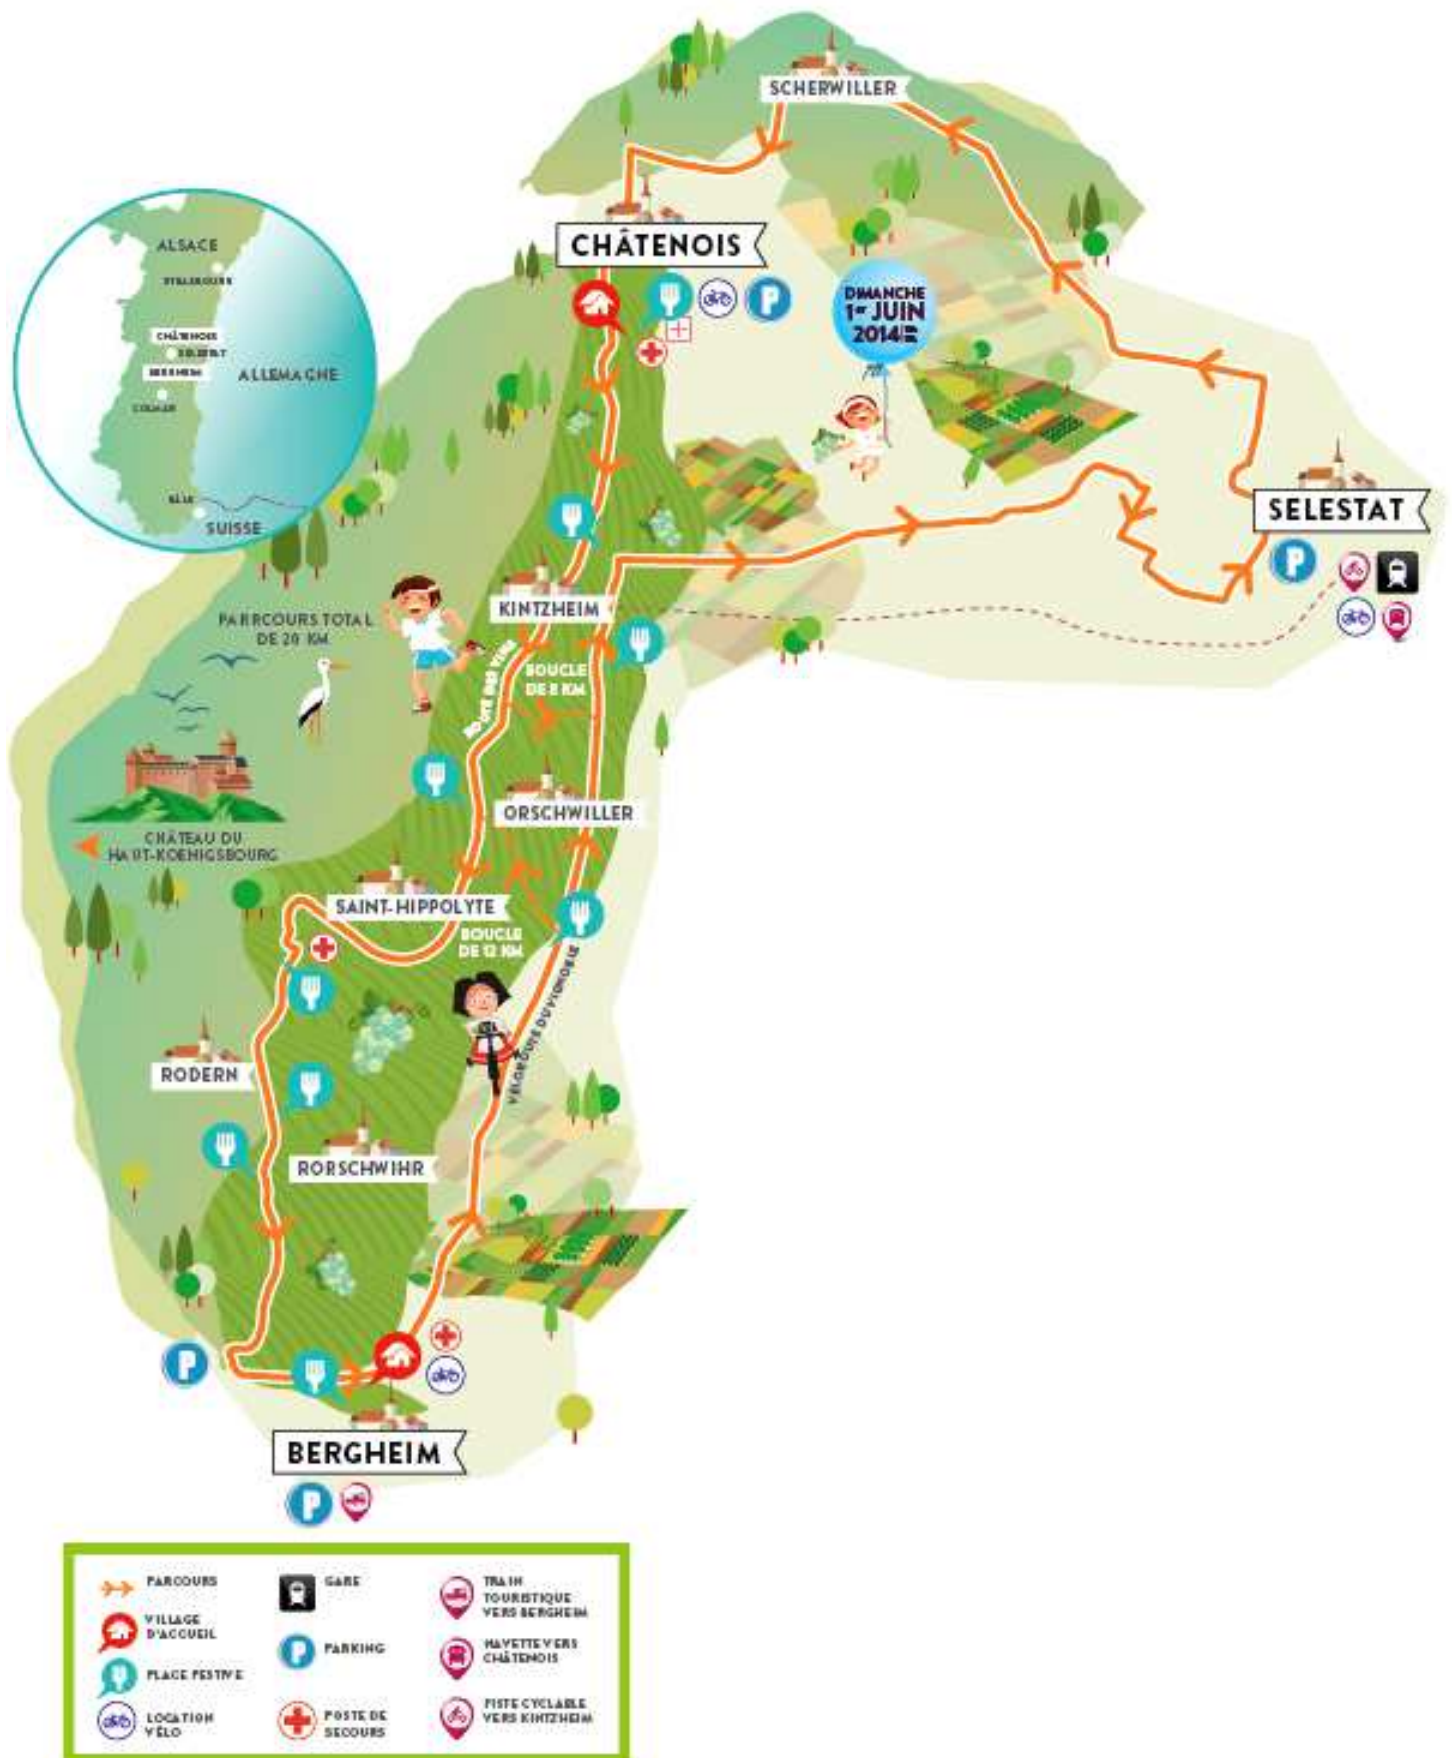 SCHERWILLER
CHÂTENOIS
P
DIMANCHE
1er JUIN
2014
ALSACE
STRASBOURG
CHÂTENOIS
SELESTAT
BERGHEIM
ALLEMAGNE
COLMAR
BÂLE
SUISSE
SELESTAT
P
KINTZHEIM
PARRCOURS TOTAL
DE 20 KM
ROUTE DES VINS
BOUCLE
DE 8 KM
ORSCHWILLER
CHÂTEAU DU
HAUT-KOENIGSBOURG
SAINT-HIPPOLYTE
BOUCLE
DE 12 KM
VÉLOROUTE DU VIGNOBLE
RODERN
RORSCHWIHR
P
BERGHEIM
P
PARCOURS
VILLAGE
D'ACCUEIL
PLACE FESTIVE
LOCATION
VÉLO
GARE
P
PARKING
POSTE DE
SECOURS
TRAIN
TOURISTIQUE
VERS BERGHEIM
NAVETTE VERS
CHÂTENOIS
PISTE CYCLABLE
VERS KINTZHEIM